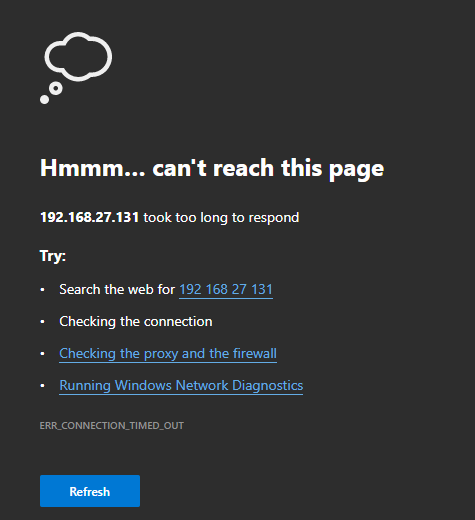 Hmmm... can't reach this page
192.168.27.131 took too long to respond
Try:
• Search the web for 192 168 27 131
• Checking the connection
• Checking the proxy and the firewall
• Running Windows Network Diagnostics
ERR_CONNECTION_TIMED_OUT
Refresh